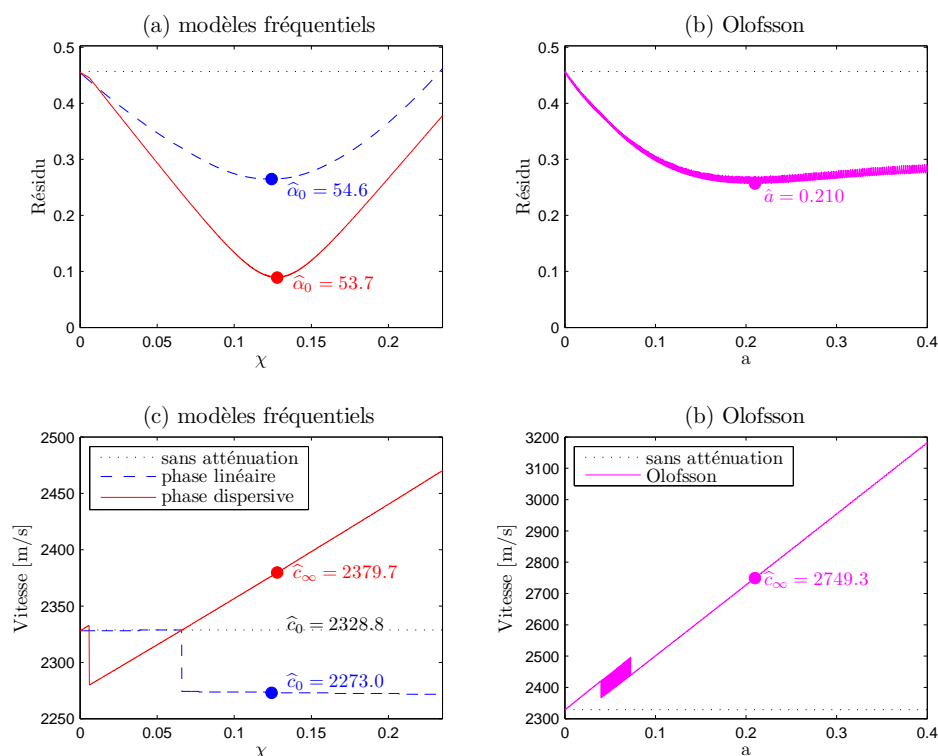 (a) modèles fréquentiels
0.5
0.4
0.3
0.2
0.1
0
Résidu
α̂₀ = 54.6
α̂₀ = 53.7
0
0.05
0.1
0.15
0.2
χ
(b) Olofsson
0.5
0.4
0.3
0.2
0.1
0
Résidu
â = 0.210
0
0.1
0.2
0.3
0.4
a
(c) modèles fréquentiels
2500
2450
2400
2350
2300
2250
Vitesse [m/s]
sans atténuation
phase linéaire
phase dispersive
ĉ∞ = 2379.7
ĉ₀ = 2328.8
ĉ₀ = 2273.0
0
0.05
0.1
0.15
0.2
χ
(b) Olofsson
3200
3100
3000
2900
2800
2700
2600
2500
2400
2300
Vitesse [m/s]
sans atténuation
Olofsson
ĉ∞ = 2749.3
0
0.1
0.2
0.3
0.4
a